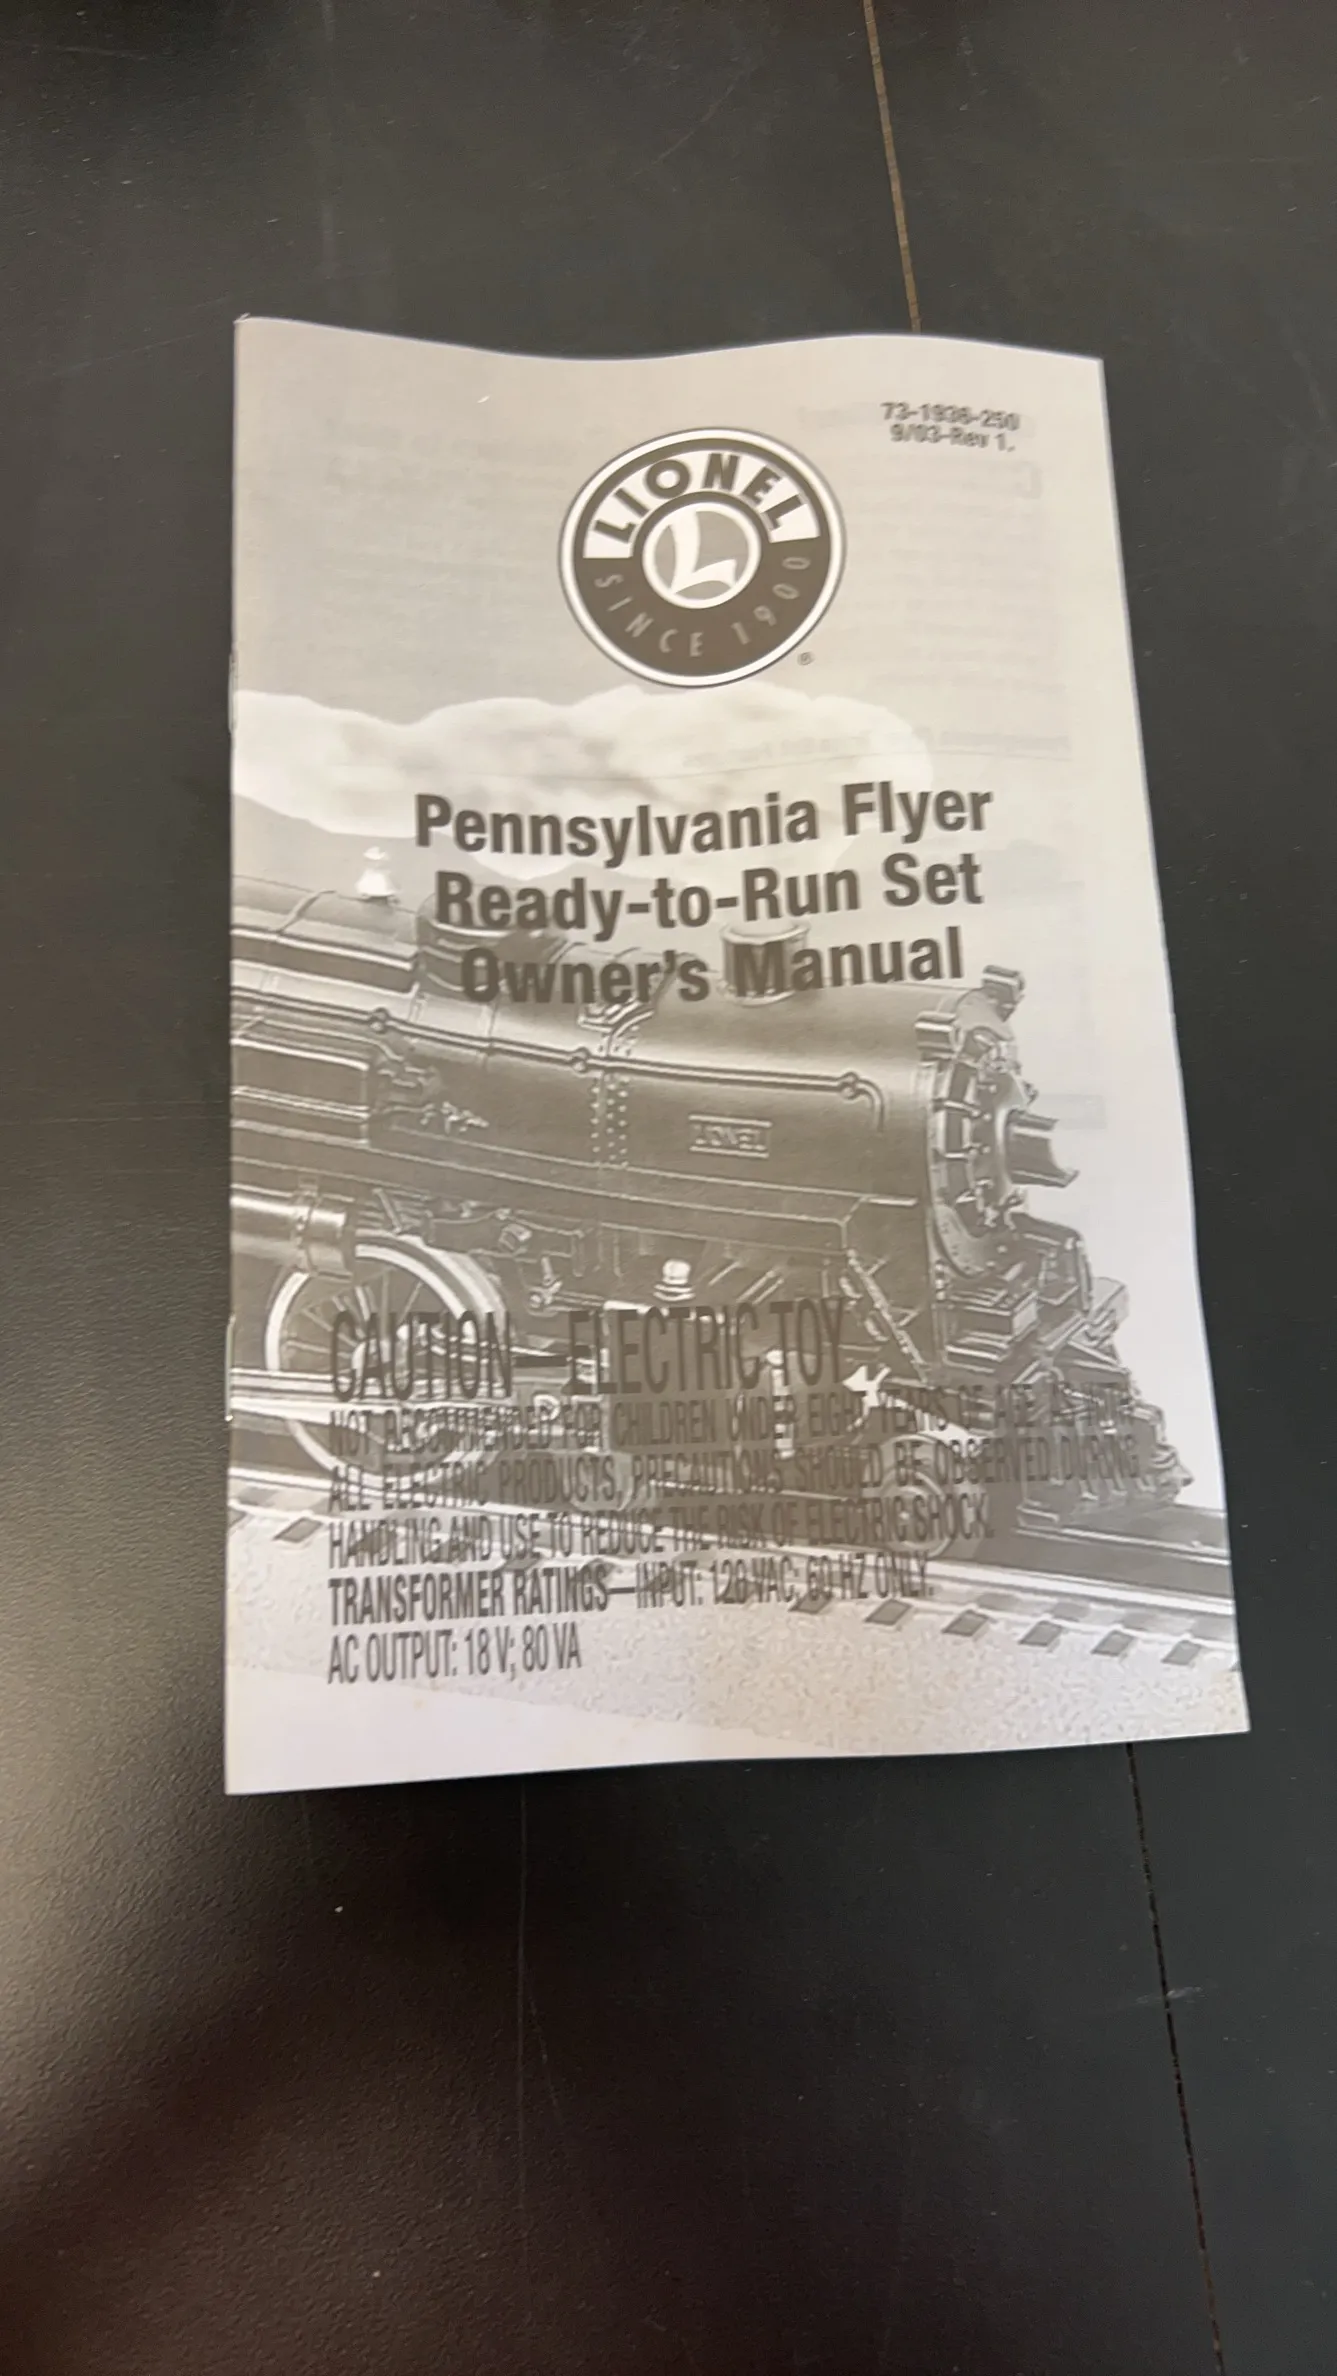 73-1936-250
9/03-Rev 1.
LIONEL
L
SINCE 1900
®
Pennsylvania Flyer
Ready-to-Run Set
Owner's Manual
LIONEL
CAUTION—ELECTRIC TOY
NOT RECOMMENDED FOR CHILDREN UNDER EIGHT YEARS OF AGE. AS WITH
ALL ELECTRIC PRODUCTS, PRECAUTIONS SHOULD BE OBSERVED DURING
HANDLING AND USE TO REDUCE THE RISK OF ELECTRIC SHOCK.
TRANSFORMER RATINGS—INPUT: 120 VAC; 60 HZ ONLY.
AC OUTPUT: 18 V; 80 VA